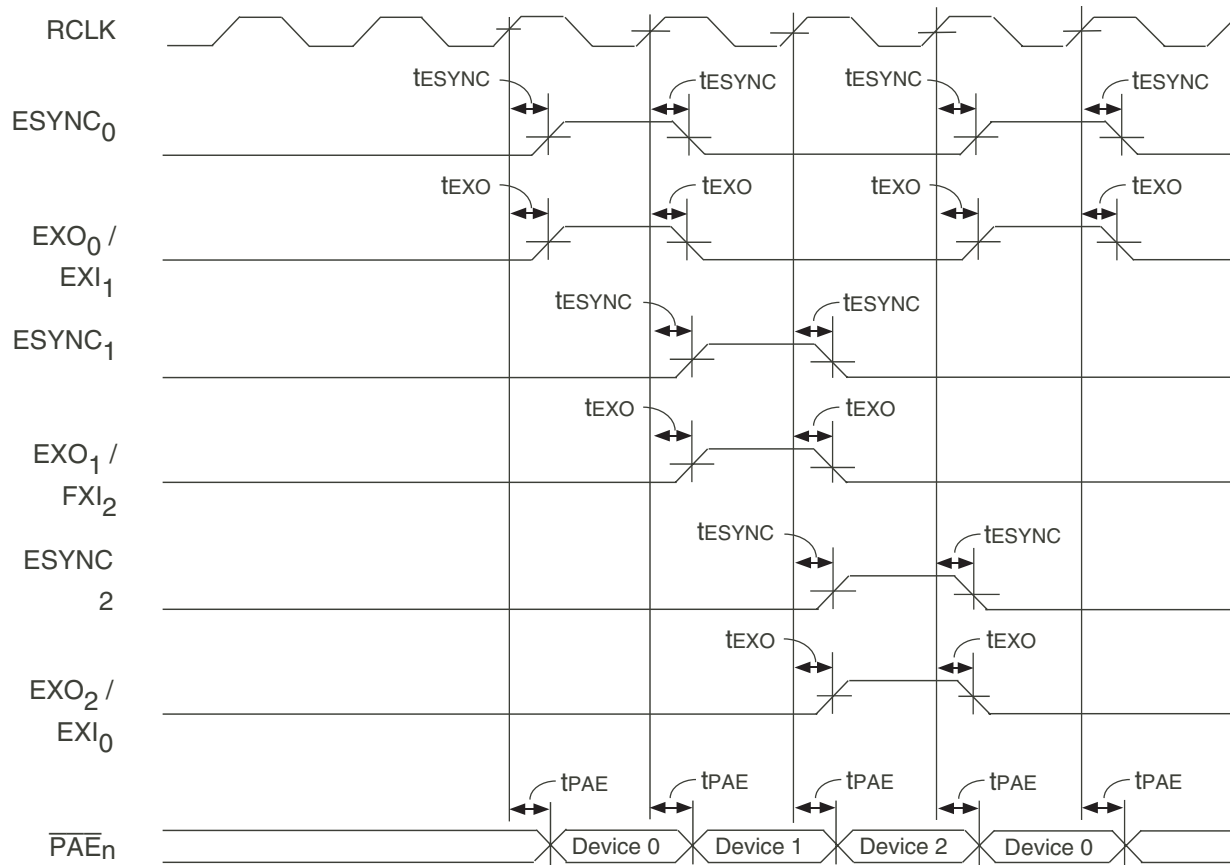 RCLK
tESYNC tESYNC tESYNC tESYNC
ESYNC0
tEXO tEXO tEXO tEXO
EXO0 /
EXI1
tESYNC tESYNC
ESYNC1
tEXO tEXO
EXO1 /
FXI2
tESYNC tESYNC
ESYNC
2
tEXO tEXO
EXO2 /
EXI0
tPAE tPAE tPAE tPAE tPAE
PAEn Device 0 Device 1 Device 2 Device 0